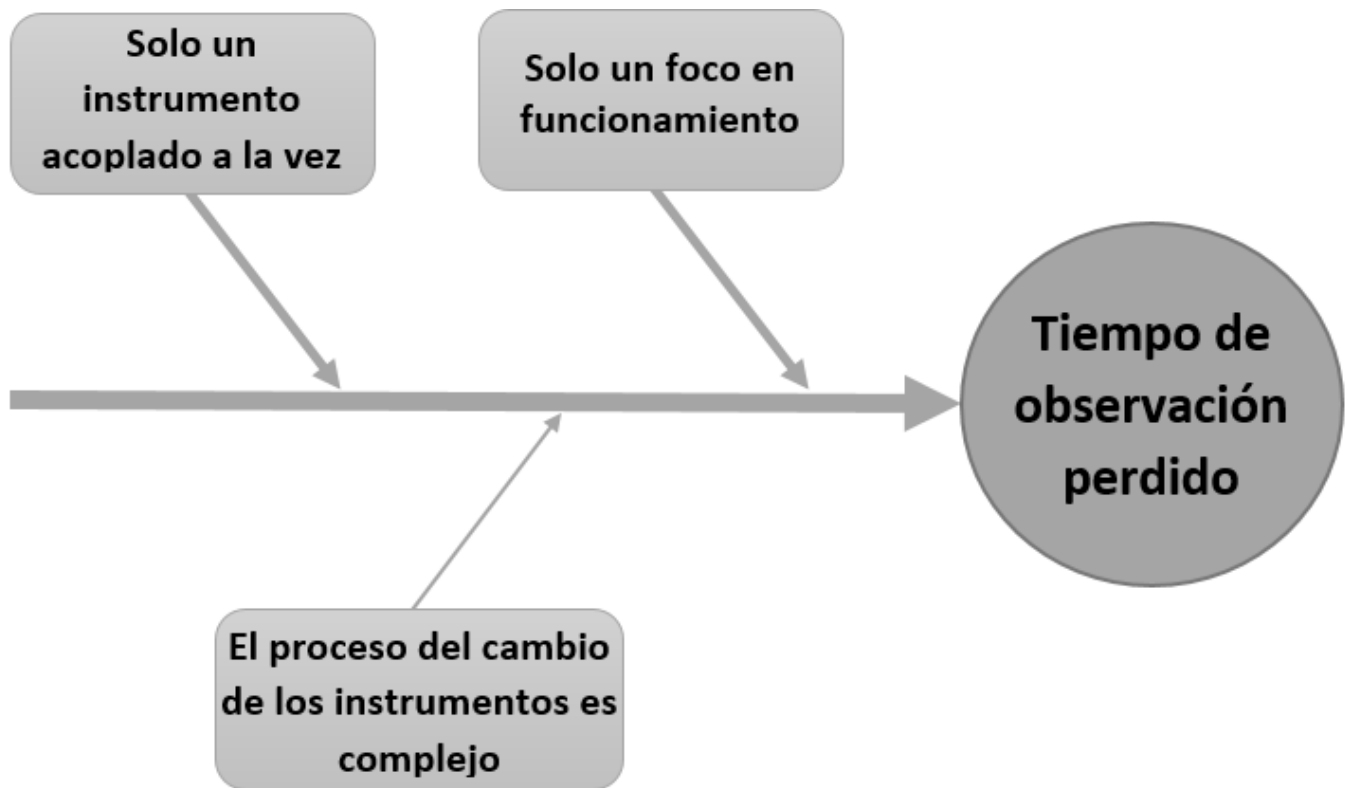 Solo un
instrumento
acoplado a la vez
Solo un foco en
funcionamiento
Tiempo de
observación
perdido
El proceso del cambio
de los instrumentos es
complejo